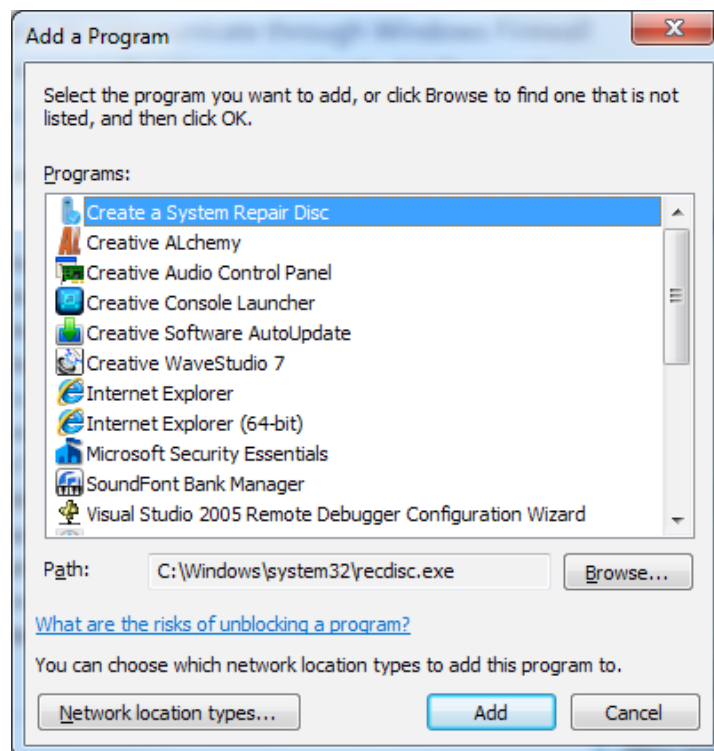 Add a Program
Select the program you want to add, or click Browse to find one that is not
listed, and then click OK.
Programs:
Create a System Repair Disc
Creative ALchemy
Creative Audio Control Panel
Creative Console Launcher
Creative Software AutoUpdate
Creative WaveStudio 7
Internet Explorer
Internet Explorer (64-bit)
Microsoft Security Essentials
SoundFont Bank Manager
Visual Studio 2005 Remote Debugger Configuration Wizard
Path: C:\Windows\system32\recdisc.exe Browse...
What are the risks of unblocking a program?
You can choose which network location types to add this program to.
Network location types... Add Cancel